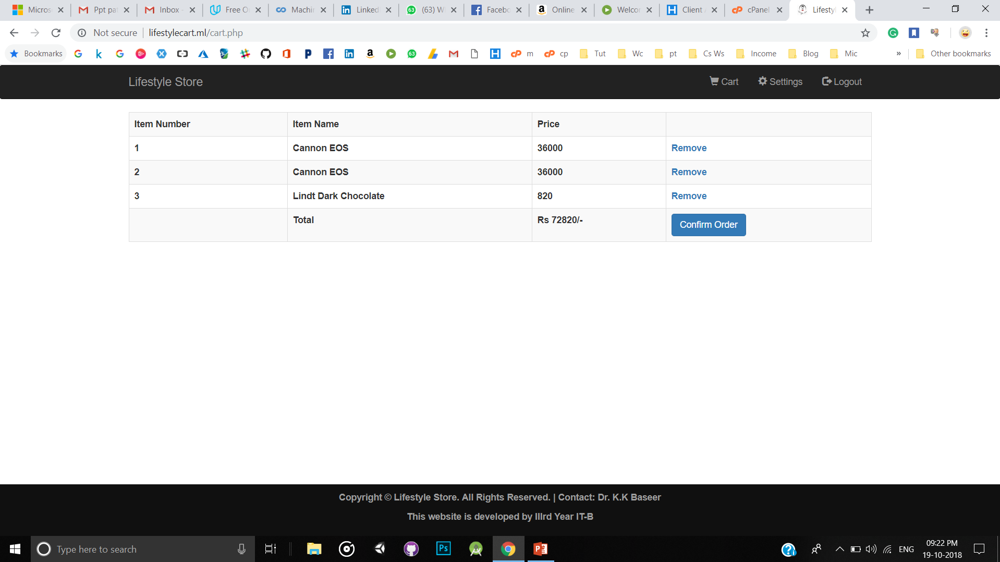 Micros
Ppt pat
Inbox -
Free O
Machin
Linked
(63) W
Facebo
Online
Welcor
Client
cPanel
Lifesty
Not secure lifestylecart.ml/cart.php
Bookmarks m cp Tut Wc pt Cs Ws Income Blog Mic » Other bookmarks
Lifestyle Store Cart Settings Logout
Item Number Item Name Price
1 Cannon EOS 36000 Remove
2 Cannon EOS 36000 Remove
3 Lindt Dark Chocolate 820 Remove
Total Rs 72820/- Confirm Order
Copyright © Lifestyle Store. All Rights Reserved. | Contact: Dr. K.K Baseer
This website is developed by IIIrd Year IT-B
Type here to search
ENG
09:22 PM
19-10-2018